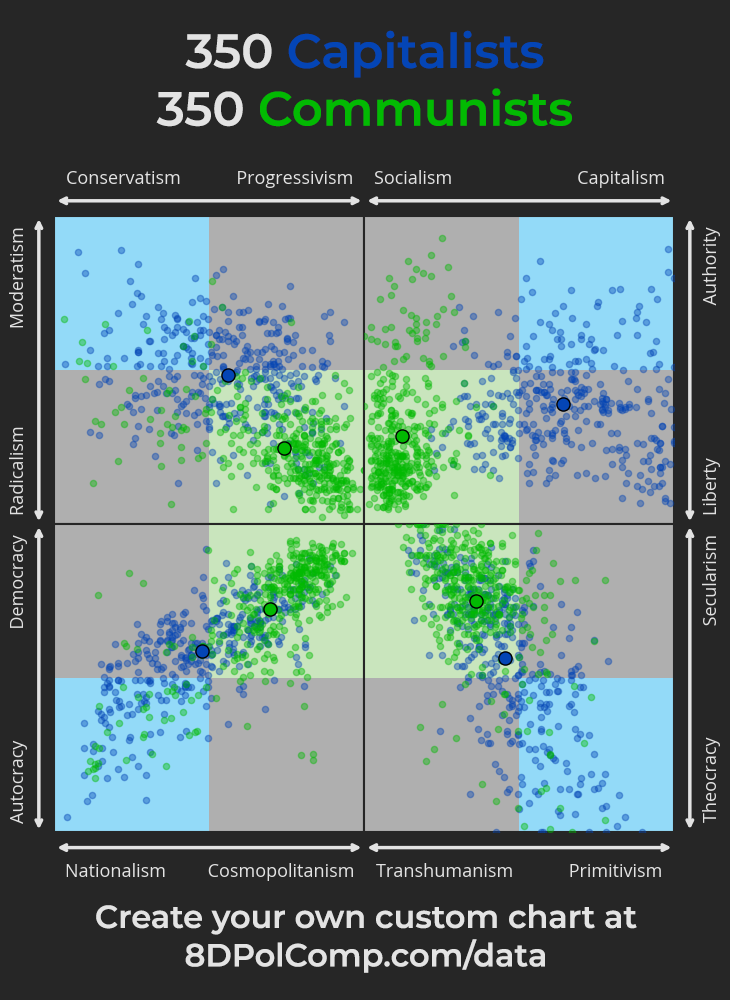 350 Capitalists
350 Communists
Conservatism Progressivism Socialism Capitalism
Moderatism
Radicalism
Authority
Liberty
Democracy
Autocracy
Secularism
Theocracy
Nationalism Cosmopolitanism Transhumanism Primitivism
Create your own custom chart at
8DPolComp.com/data